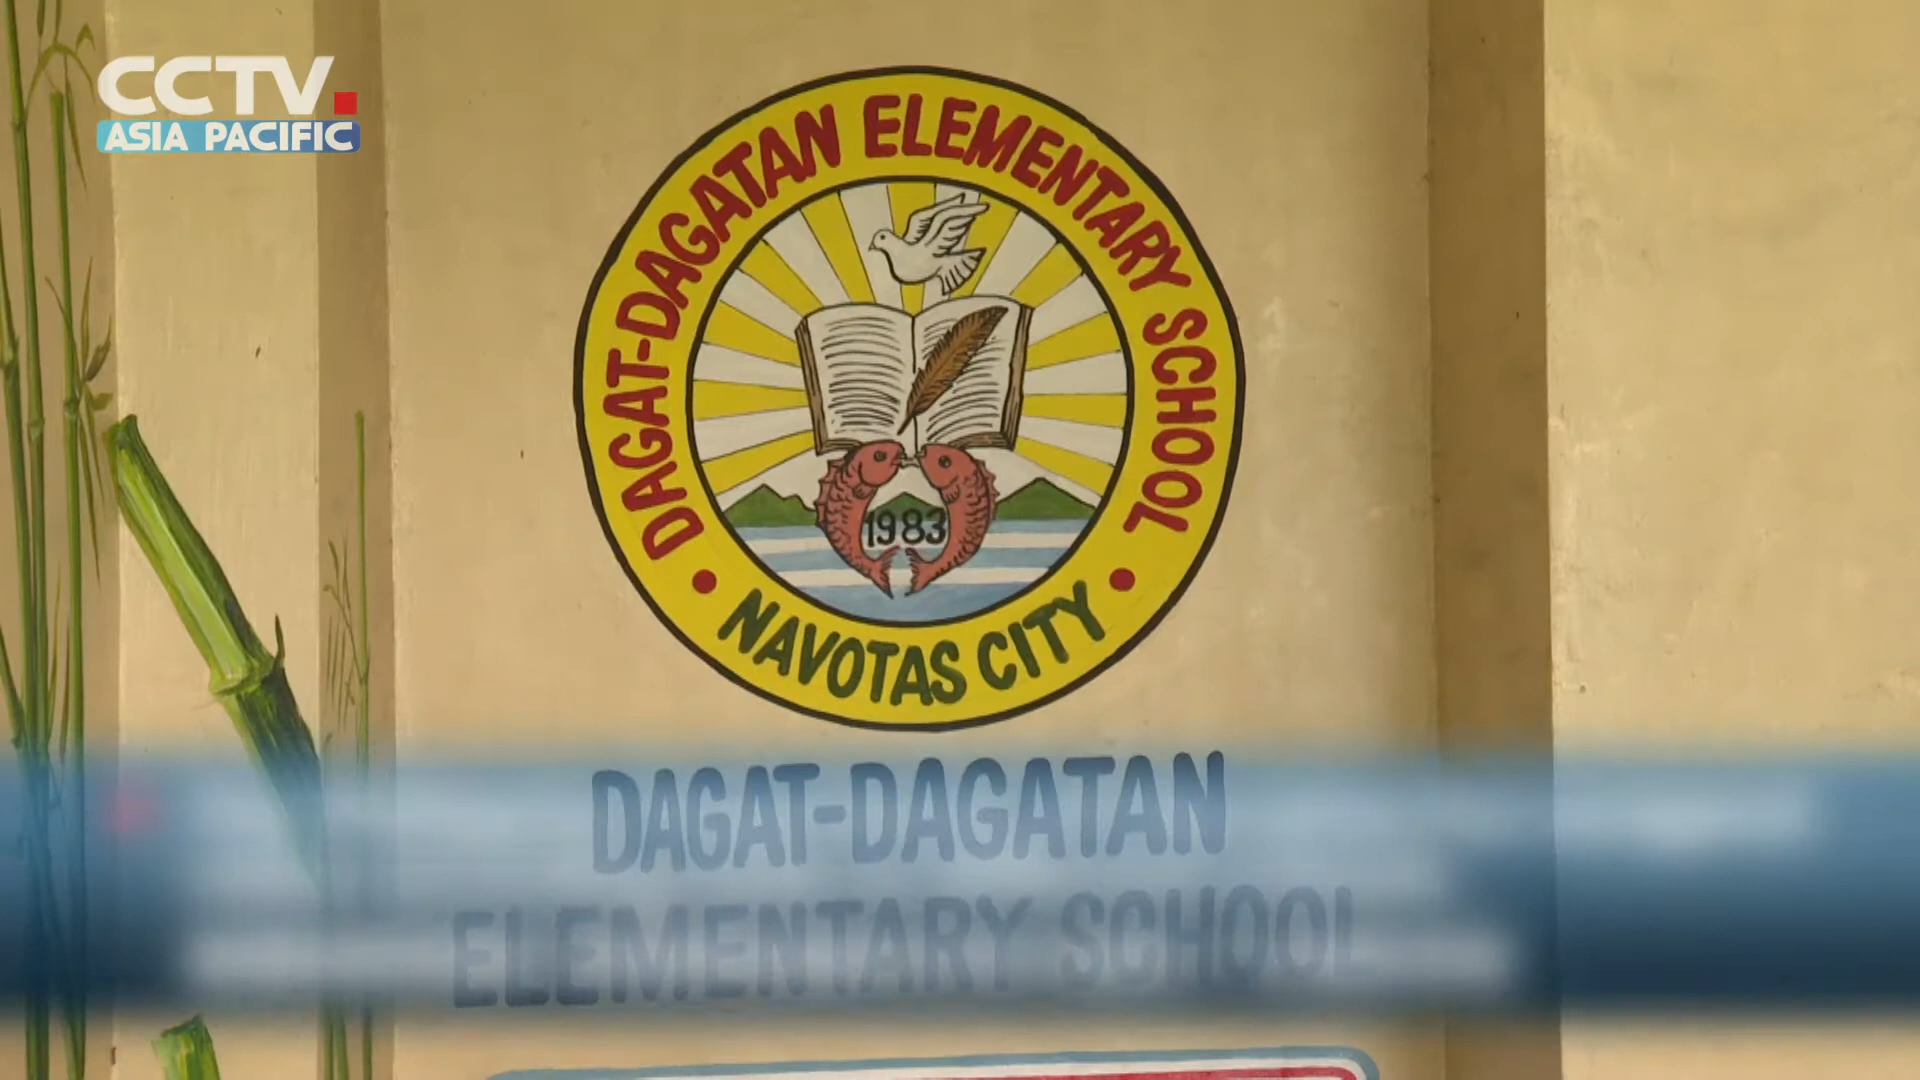 CCTV.
ASIA PACIFIC
DAGAT-DAGATAN ELEMENTARY SCHOOL
1983
NAVOTAS CITY
DAGAT-DAGATAN
ELEMENTARY SCHOOL